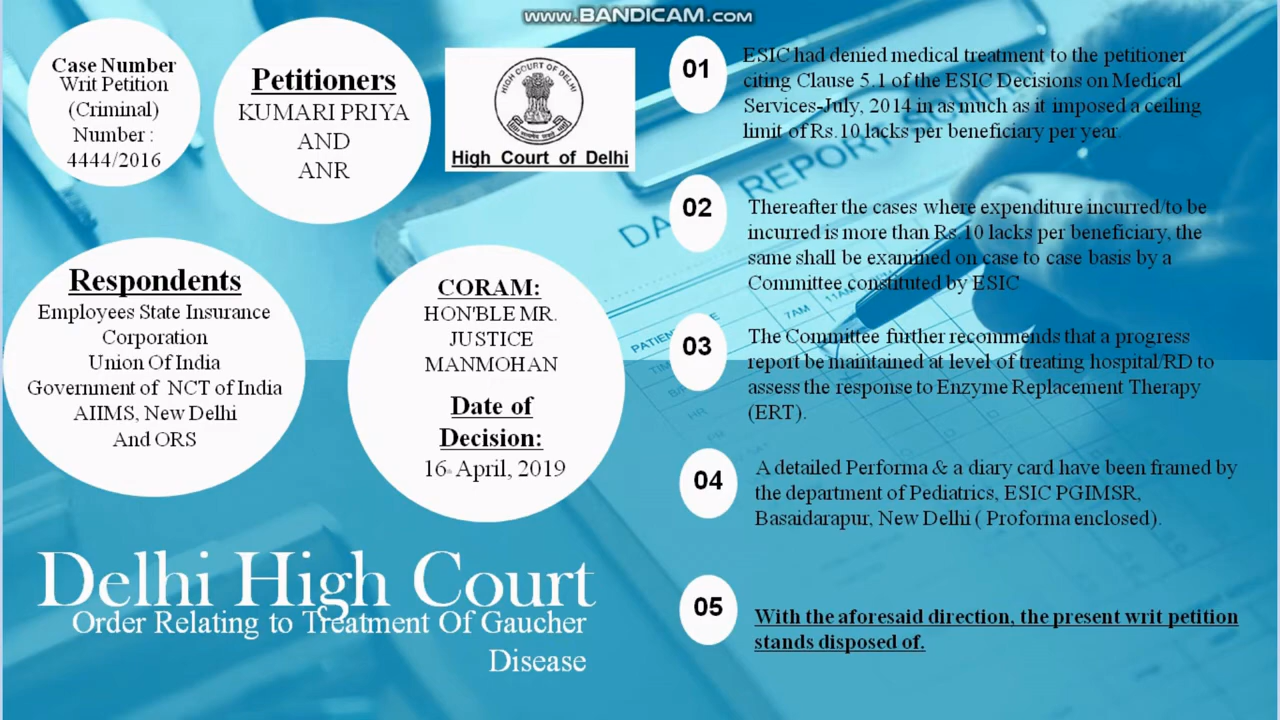 www.BANDICAM.com
Case Number
Writ Petition
(Criminal)
Number :
4444/2016
Petitioners
KUMARI PRIYA
AND
ANR
HIGH COURT OF DELHI
High Court of Delhi
Respondents
Employees State Insurance
Corporation
Union Of India
Government of NCT of India
AIIMS, New Delhi
And ORS
CORAM:
HON'BLE MR.
JUSTICE
MANMOHAN
Date of
Decision:
16 April, 2019
Delhi High Court
Order Relating to Treatment Of Gaucher
Disease
01
ESIC had denied medical treatment to the petitioner
citing Clause 5.1 of the ESIC Decisions on Medical
Services-July, 2014 in as much as it imposed a ceiling
limit of Rs.10 lacks per beneficiary per year
02
Thereafter the cases where expenditure incurred/to be
incurred is more than Rs.10 lacks per beneficiary, the
same shall be examined on case to case basis by a
Committee constituted by ESIC
03
The Committee further recommends that a progress
report be maintained at level of treating hospital/RD to
assess the response to Enzyme Replacement Therapy
(ERT).
04
A detailed Performa & a diary card have been framed by
the department of Pediatrics, ESIC PGIMSR,
Basaidarapur, New Delhi ( Proforma enclosed).
05
With the aforesaid direction, the present writ petition
stands disposed of.
REPORT
7AM